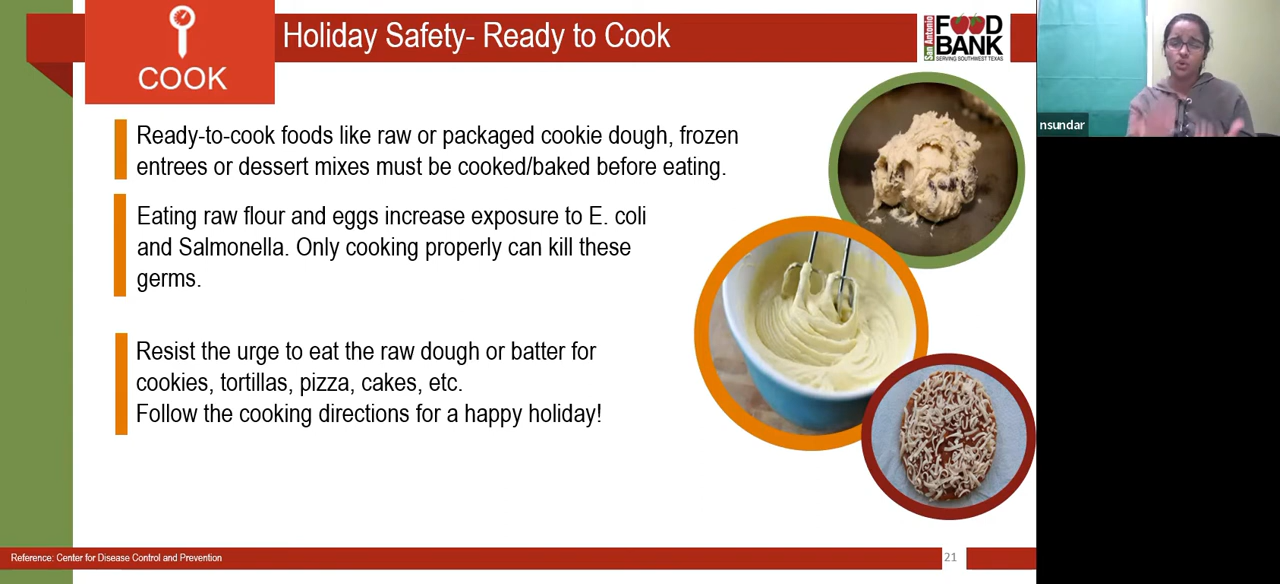 COOK
Holiday Safety- Ready to Cook
San Antonio
FOOD
BANK
SERVING SOUTHWEST TEXAS
nsundar
Ready-to-cook foods like raw or packaged cookie dough, frozen
entrees or dessert mixes must be cooked/baked before eating.
Eating raw flour and eggs increase exposure to E. coli
and Salmonella. Only cooking properly can kill these
germs.
Resist the urge to eat the raw dough or batter for
cookies, tortillas, pizza, cakes, etc.
Follow the cooking directions for a happy holiday!
Reference: Center for Disease Control and Prevention
21